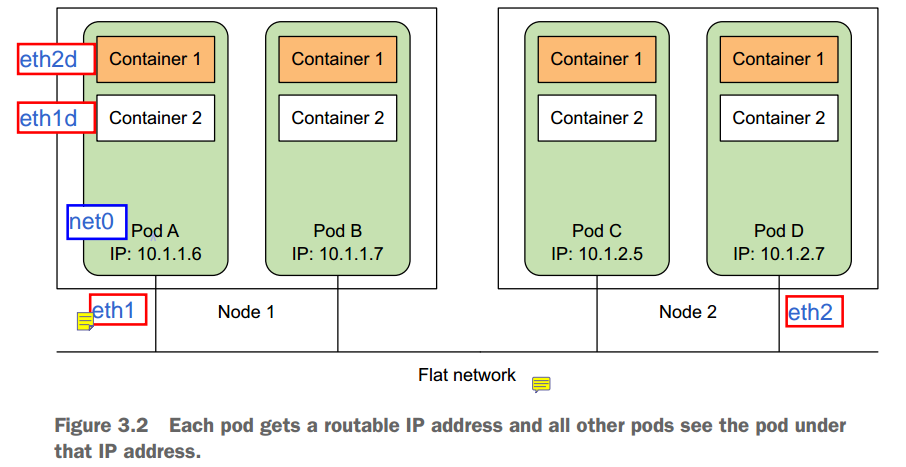 eth2d
Container 1
Container 1
Container 1
Container 1
eth1d
Container 2
Container 2
Container 2
Container 2
net0
Pod A
IP: 10.1.1.6
Pod B
IP: 10.1.1.7
Pod C
IP: 10.1.2.5
Pod D
IP: 10.1.2.7
eth1
Node 1
Node 2
eth2
Flat network
Figure 3.2 Each pod gets a routable IP address and all other pods see the pod under
that IP address.